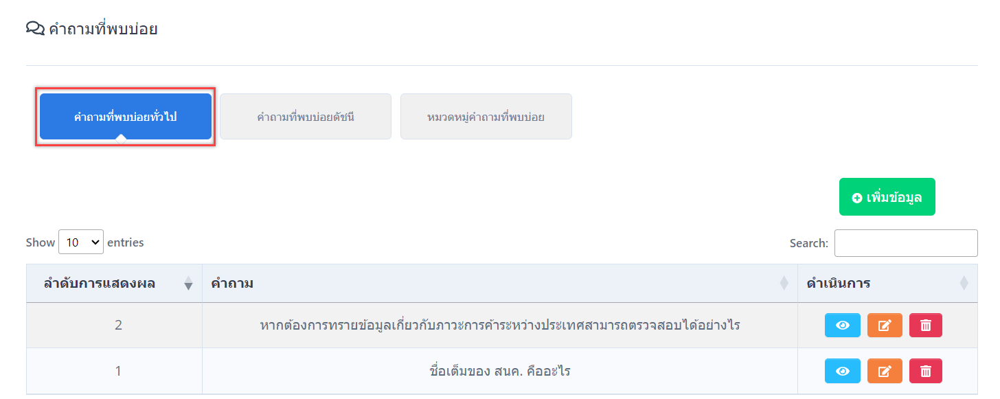 คำถามที่พบบ่อย
คำถามที่พบบ่อยทั่วไป คำถามที่พบบ่อยดัชนี หมวดหมู่คำถามที่พบบ่อย
เพิ่มข้อมูล
Show 10 entries Search:
ลำดับการแสดงผล คำถาม ดำเนินการ
2 หากต้องการทราบข้อมูลเกี่ยวกับภาวะการค้าระหว่างประเทศสามารถตรวจสอบได้อย่างไร
1 ชื่อเต็มของ สนค. คืออะไร